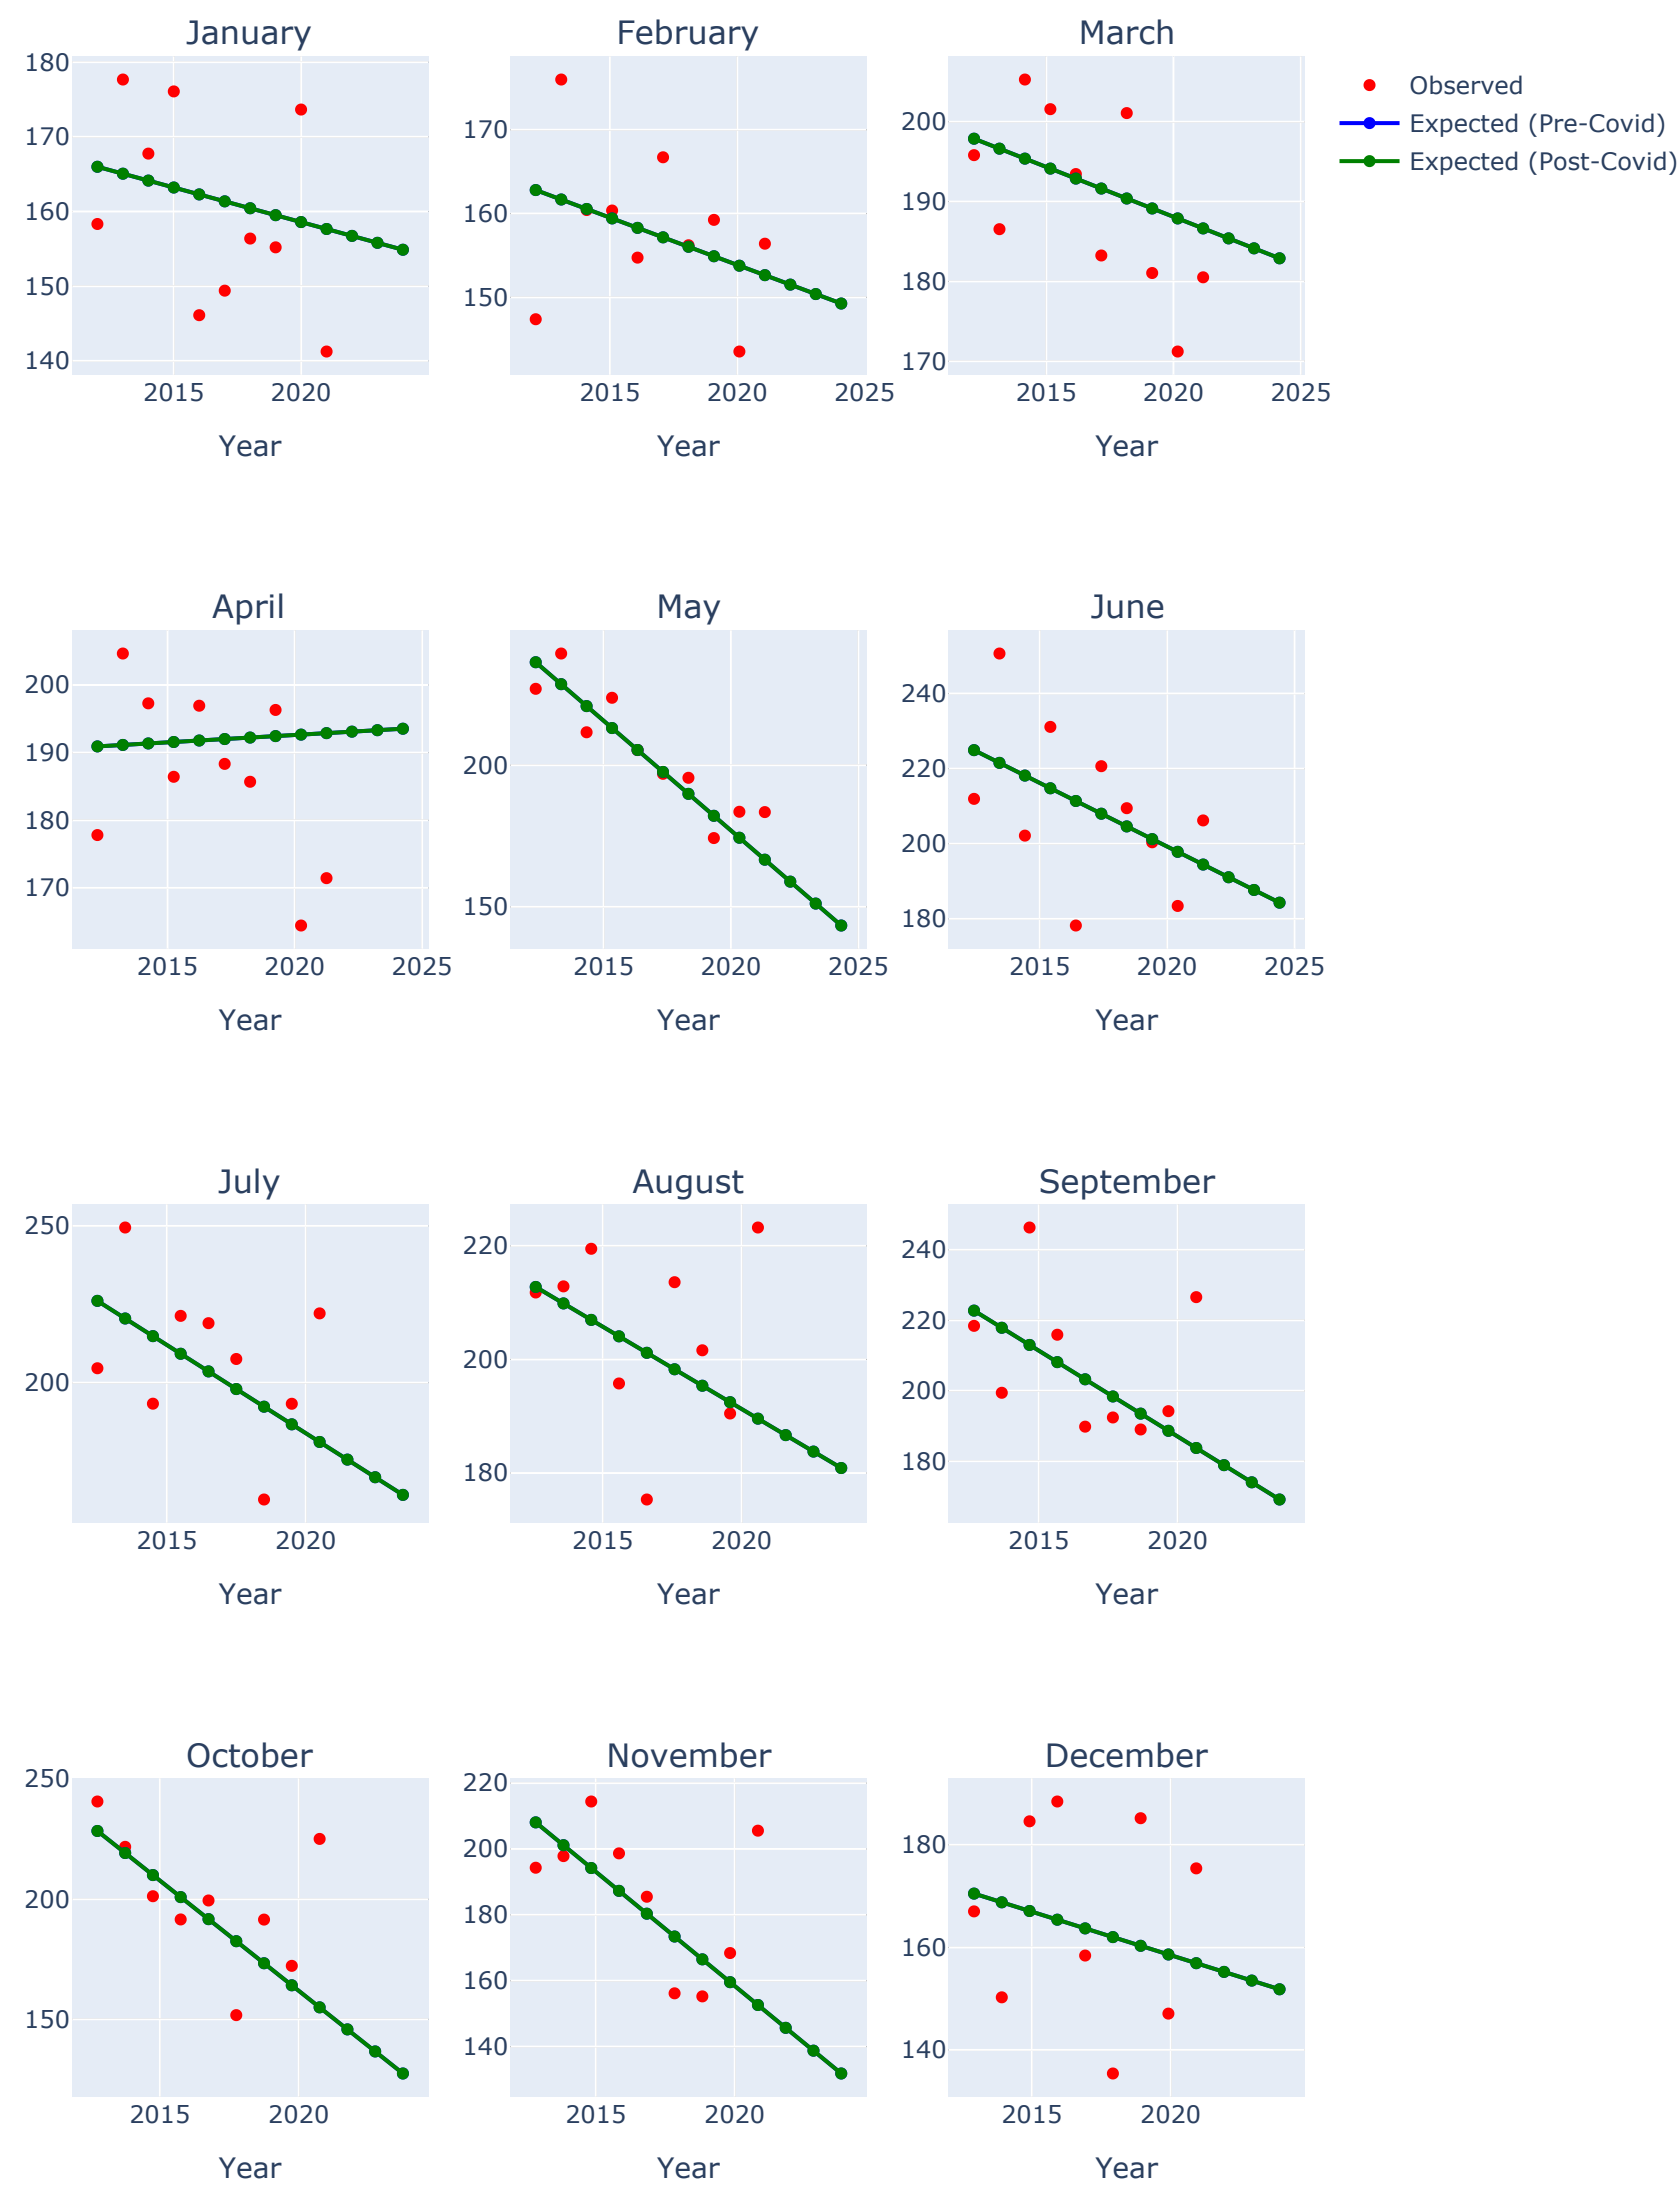 January
February
March
180
170
160
150
140
2015
2020
Year
170
160
150
2015
2020
2025
Year
200
190
180
170
2015
2020
2025
Year
Observed
Expected (Pre-Covid)
Expected (Post-Covid)
April
May
June
200
190
180
170
2015
2020
2025
Year
200
150
2015
2020
2025
Year
240
220
200
180
2015
2020
2025
Year
July
August
September
250
200
2015
2020
Year
220
200
180
2015
2020
Year
240
220
200
180
2015
2020
Year
October
November
December
250
200
150
2015
2020
Year
220
200
180
160
140
2015
2020
Year
180
160
140
2015
2020
Year